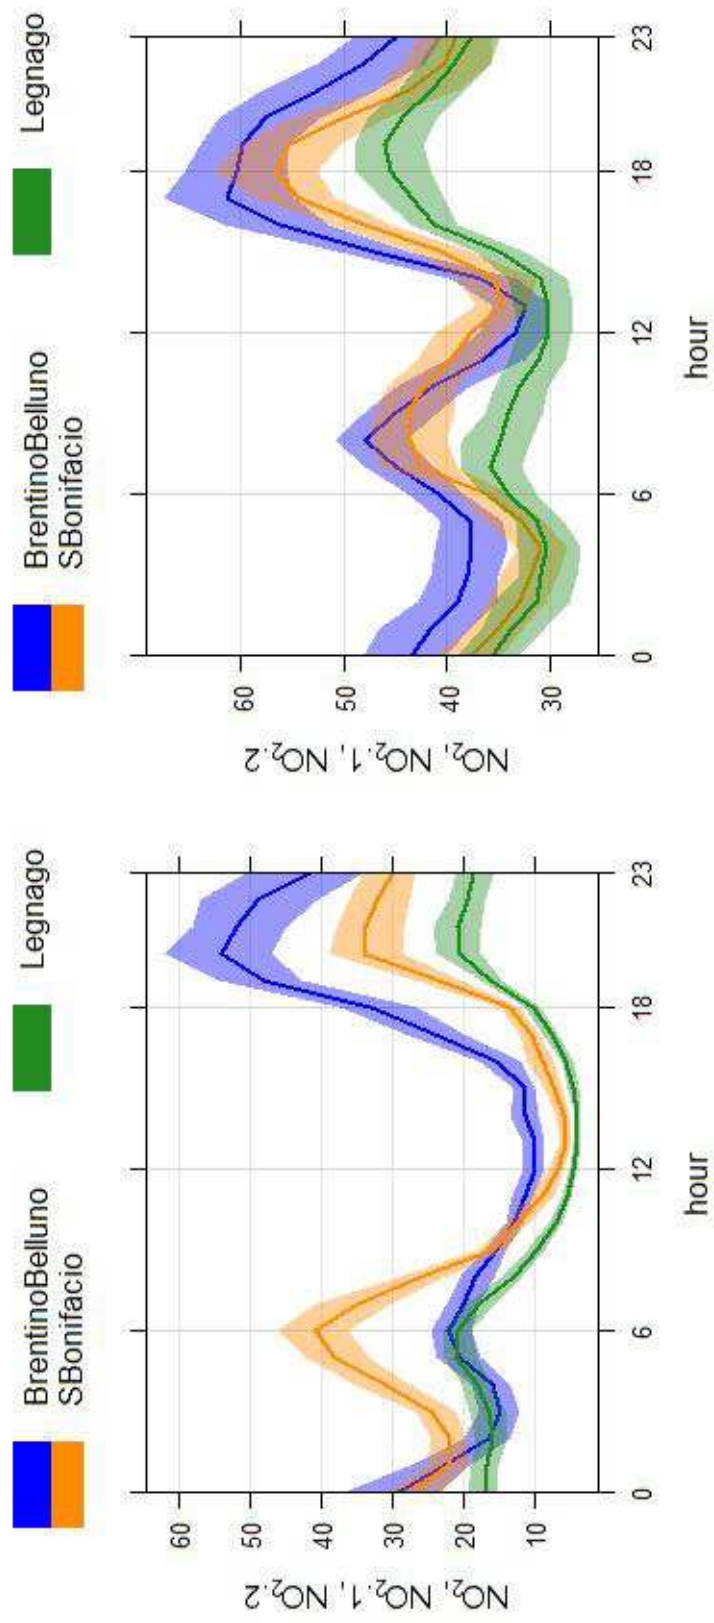 BrentinoBelluno
SBonifacio
Legnago
NO₂, NO₂.1, NO₂.2
60
50
40
30
20
10
0 6 12 18 23
hour
BrentinoBelluno
SBonifacio
Legnago
NO₂, NO₂.1, NO₂.2
60
50
40
30
0 6 12 18 23
hour